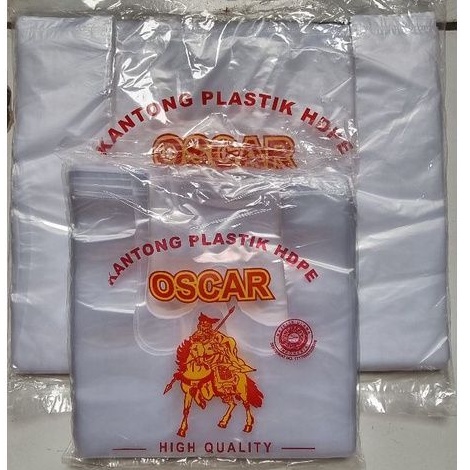 KANTONG PLASTIK HDPE
OSCAR
KANTONG PLASTIK HDPE
OSCAR
HIGH QUALITY